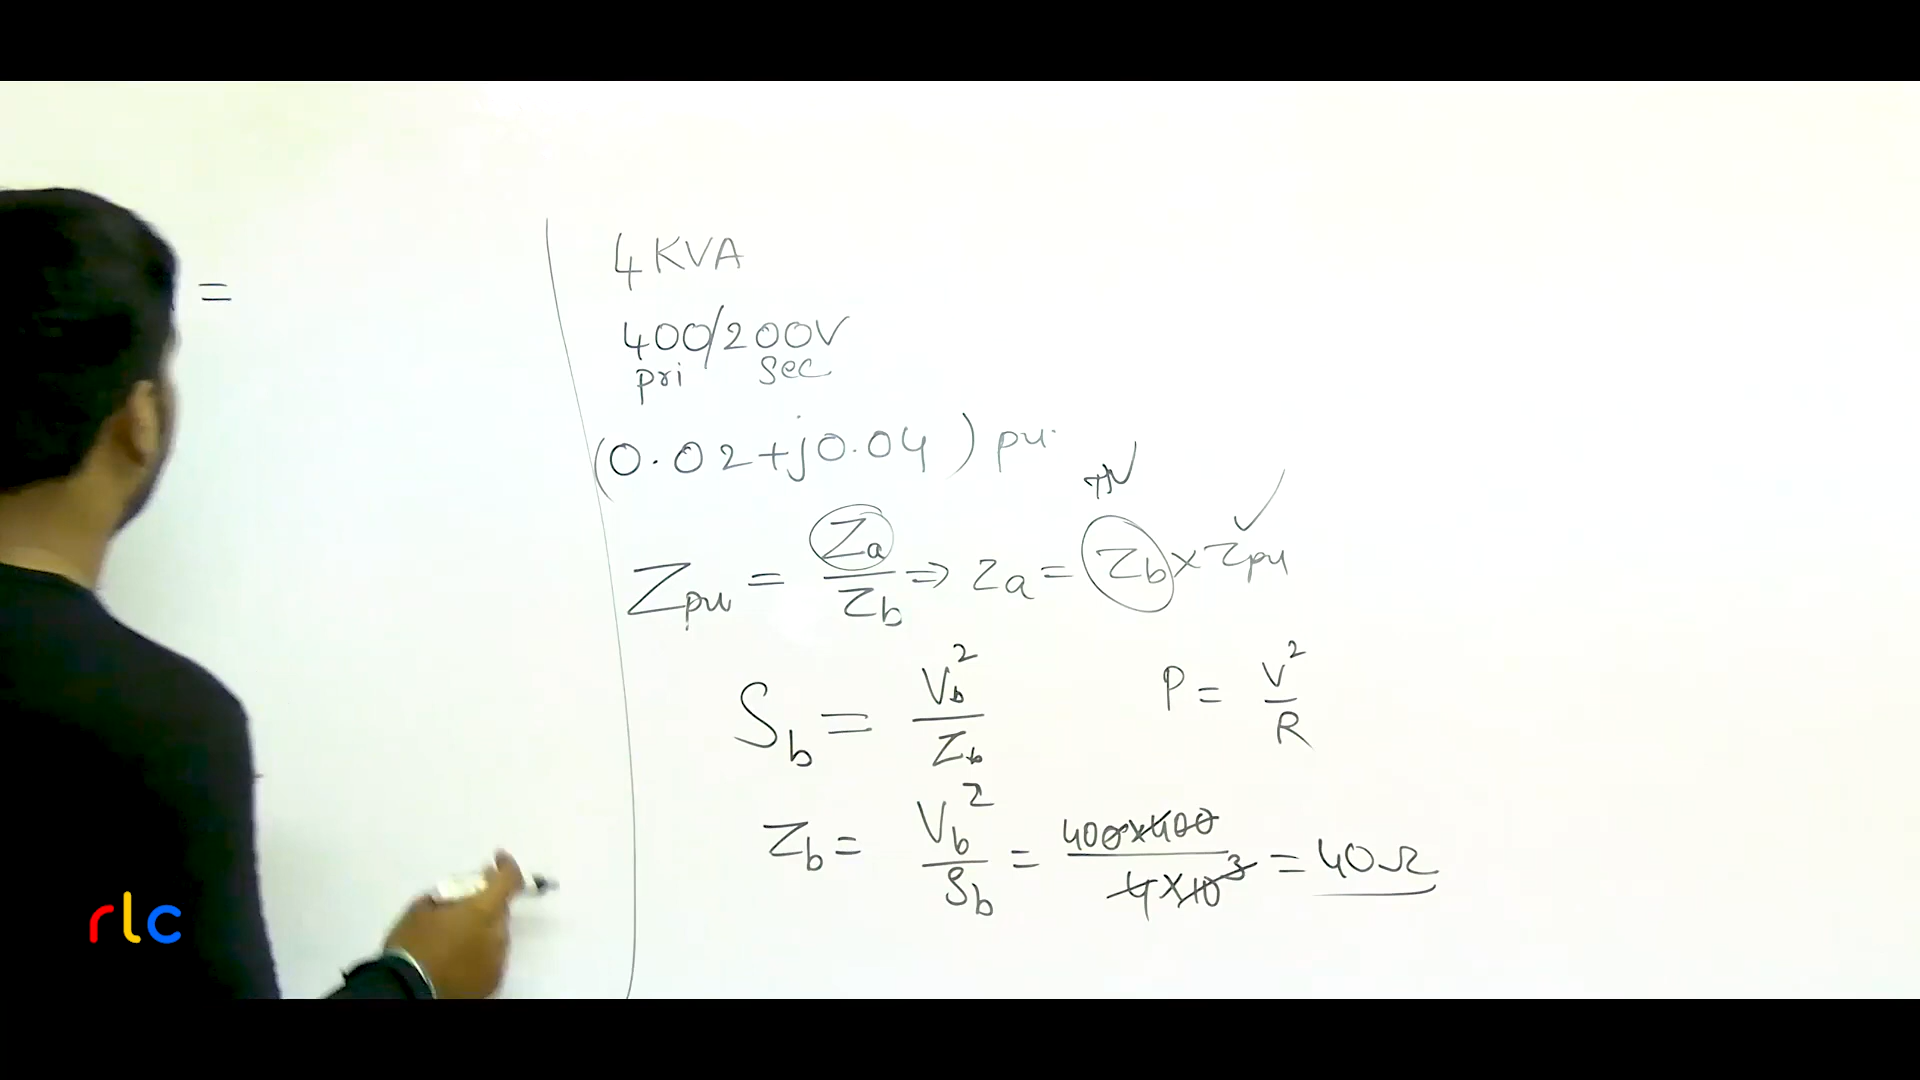 =
4 KVA
400/200V
pri sec
(0.02+j0.04) pu.
Zpu = Za/Zb ⇒ Za = Zb × Zpu
Sb = Vb²/Zb
P = V²/R
Zb = Vb²/Sb = 400×400/4×10³ = 40Ω
rlc